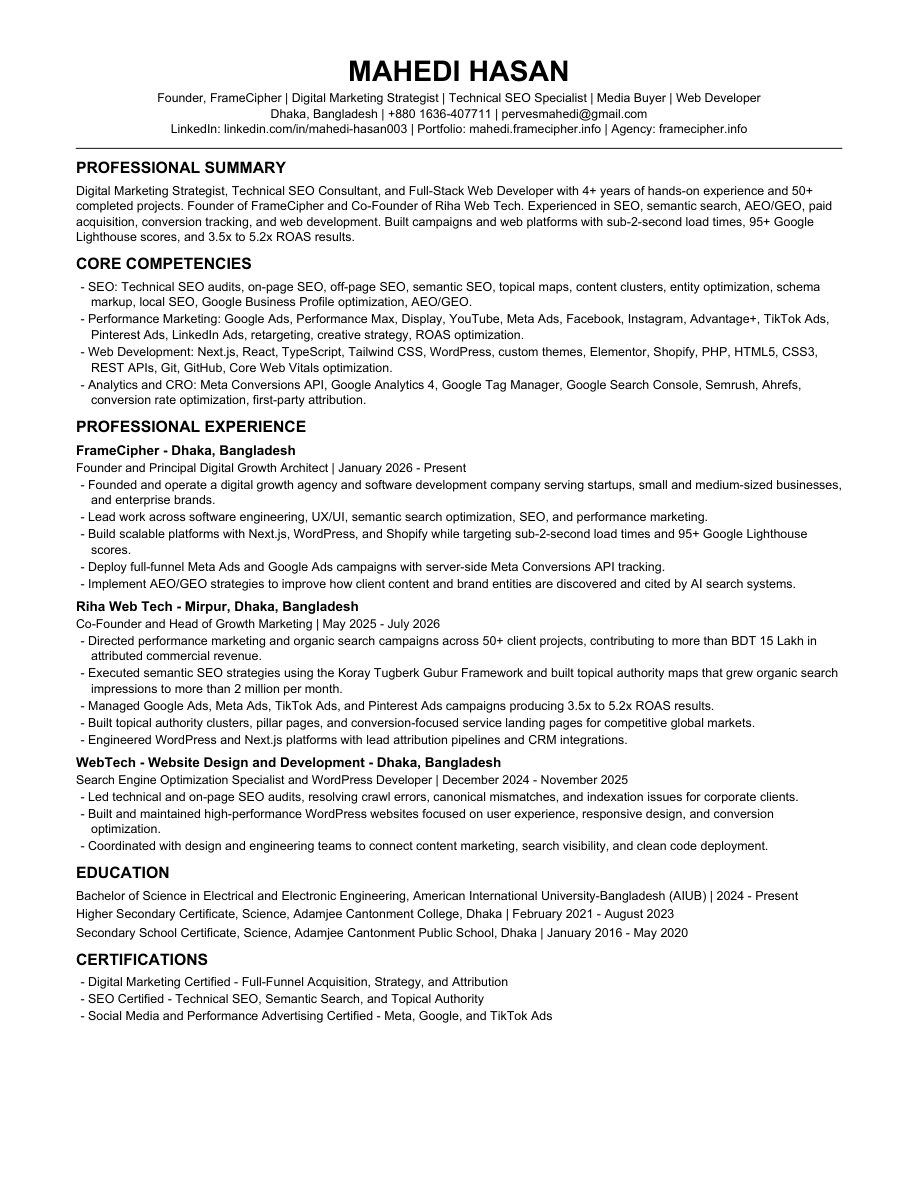 MAHEDI HASAN
Founder, FrameCipher | Digital Marketing Strategist | Technical SEO Specialist | Media Buyer | Web Developer
Dhaka, Bangladesh | +880 1636-407711 | pervesmahedi@gmail.com
LinkedIn: linkedin.com/in/mahedi-hasan003 | Portfolio: mahedi.framecipher.info | Agency: framecipher.info
PROFESSIONAL SUMMARY
Digital Marketing Strategist, Technical SEO Consultant, and Full-Stack Web Developer with 4+ years of hands-on experience and 50+
completed projects. Founder of FrameCipher and Co-Founder of Riha Web Tech. Experienced in SEO, semantic search, AEO/GEO, paid
acquisition, conversion tracking, and web development. Built campaigns and web platforms with sub-2-second load times, 95+ Google
Lighthouse scores, and 3.5x to 5.2x ROAS results.
CORE COMPETENCIES
- SEO: Technical SEO audits, on-page SEO, off-page SEO, semantic SEO, topical maps, content clusters, entity optimization, schema
markup, local SEO, Google Business Profile optimization, AEO/GEO.
- Performance Marketing: Google Ads, Performance Max, Display, YouTube, Meta Ads, Facebook, Instagram, Advantage+, TikTok Ads,
Pinterest Ads, LinkedIn Ads, retargeting, creative strategy, ROAS optimization.
- Web Development: Next.js, React, TypeScript, Tailwind CSS, WordPress, custom themes, Elementor, Shopify, PHP, HTML5, CSS3,
REST APIs, Git, GitHub, Core Web Vitals optimization.
- Analytics and CRO: Meta Conversions API, Google Analytics 4, Google Tag Manager, Google Search Console, Semrush, Ahrefs,
conversion rate optimization, first-party attribution.
PROFESSIONAL EXPERIENCE
FrameCipher - Dhaka, Bangladesh
Founder and Principal Digital Growth Architect | January 2026 - Present
- Founded and operate a digital growth agency and software development company serving startups, small and medium-sized businesses,
and enterprise brands.
- Lead work across software engineering, UX/UI, semantic search optimization, SEO, and performance marketing.
- Build scalable platforms with Next.js, WordPress, and Shopify while targeting sub-2-second load times and 95+ Google Lighthouse
scores.
- Deploy full-funnel Meta Ads and Google Ads campaigns with server-side Meta Conversions API tracking.
- Implement AEO/GEO strategies to improve how client content and brand entities are discovered and cited by AI search systems.
Riha Web Tech - Mirpur, Dhaka, Bangladesh
Co-Founder and Head of Growth Marketing | May 2025 - July 2026
- Directed performance marketing and organic search campaigns across 50+ client projects, contributing to more than BDT 15 Lakh in
attributed commercial revenue.
- Executed semantic SEO strategies using the Koray Tugberk Gubur Framework and built topical authority maps that grew organic search
impressions to more than 2 million per month.
- Managed Google Ads, Meta Ads, TikTok Ads, and Pinterest Ads campaigns producing 3.5x to 5.2x ROAS results.
- Built topical authority clusters, pillar pages, and conversion-focused service landing pages for competitive global markets.
- Engineered WordPress and Next.js platforms with lead attribution pipelines and CRM integrations.
WebTech - Website Design and Development - Dhaka, Bangladesh
Search Engine Optimization Specialist and WordPress Developer | December 2024 - November 2025
- Led technical and on-page SEO audits, resolving crawl errors, canonical mismatches, and indexation issues for corporate clients.
- Built and maintained high-performance WordPress websites focused on user experience, responsive design, and conversion
optimization.
- Coordinated with design and engineering teams to connect content marketing, search visibility, and clean code deployment.
EDUCATION
Bachelor of Science in Electrical and Electronic Engineering, American International University-Bangladesh (AIUB) | 2024 - Present
Higher Secondary Certificate, Science, Adamjee Cantonment College, Dhaka | February 2021 - August 2023
Secondary School Certificate, Science, Adamjee Cantonment Public School, Dhaka | January 2016 - May 2020
CERTIFICATIONS
- Digital Marketing Certified - Full-Funnel Acquisition, Strategy, and Attribution
- SEO Certified - Technical SEO, Semantic Search, and Topical Authority
- Social Media and Performance Advertising Certified - Meta, Google, and TikTok Ads